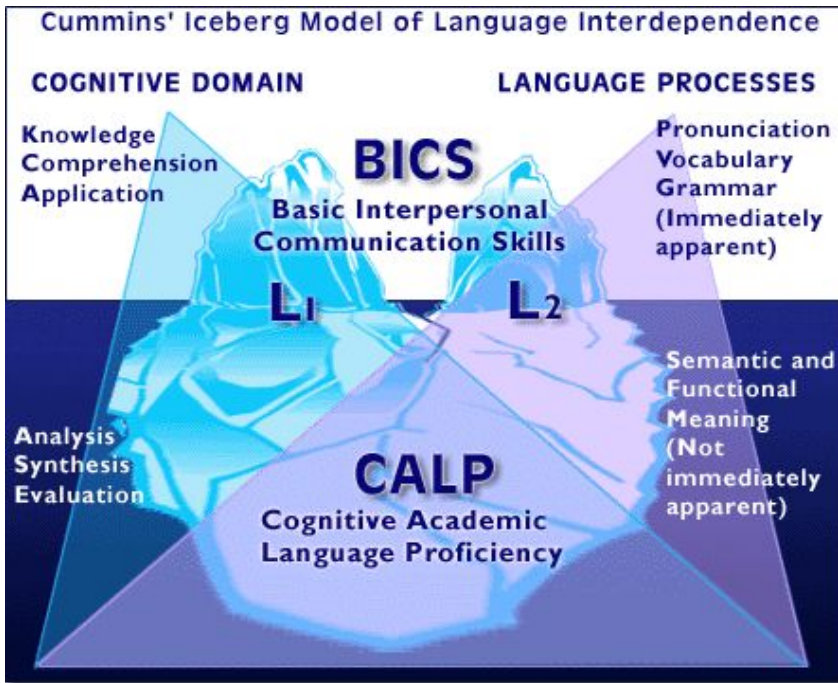 Cummins' Iceberg Model of Language Interdependence
COGNITIVE DOMAIN
LANGUAGE PROCESSES
Knowledge
Comprehension
Application
BICS
Basic Interpersonal
Communication Skills
Pronunciation
Vocabulary
Grammar
(Immediately
apparent)
L1
L2
Analysis
Synthesis
Evaluation
CALP
Cognitive Academic
Language Proficiency
Semantic and
Functional
Meaning
(Not
immediately
apparent)